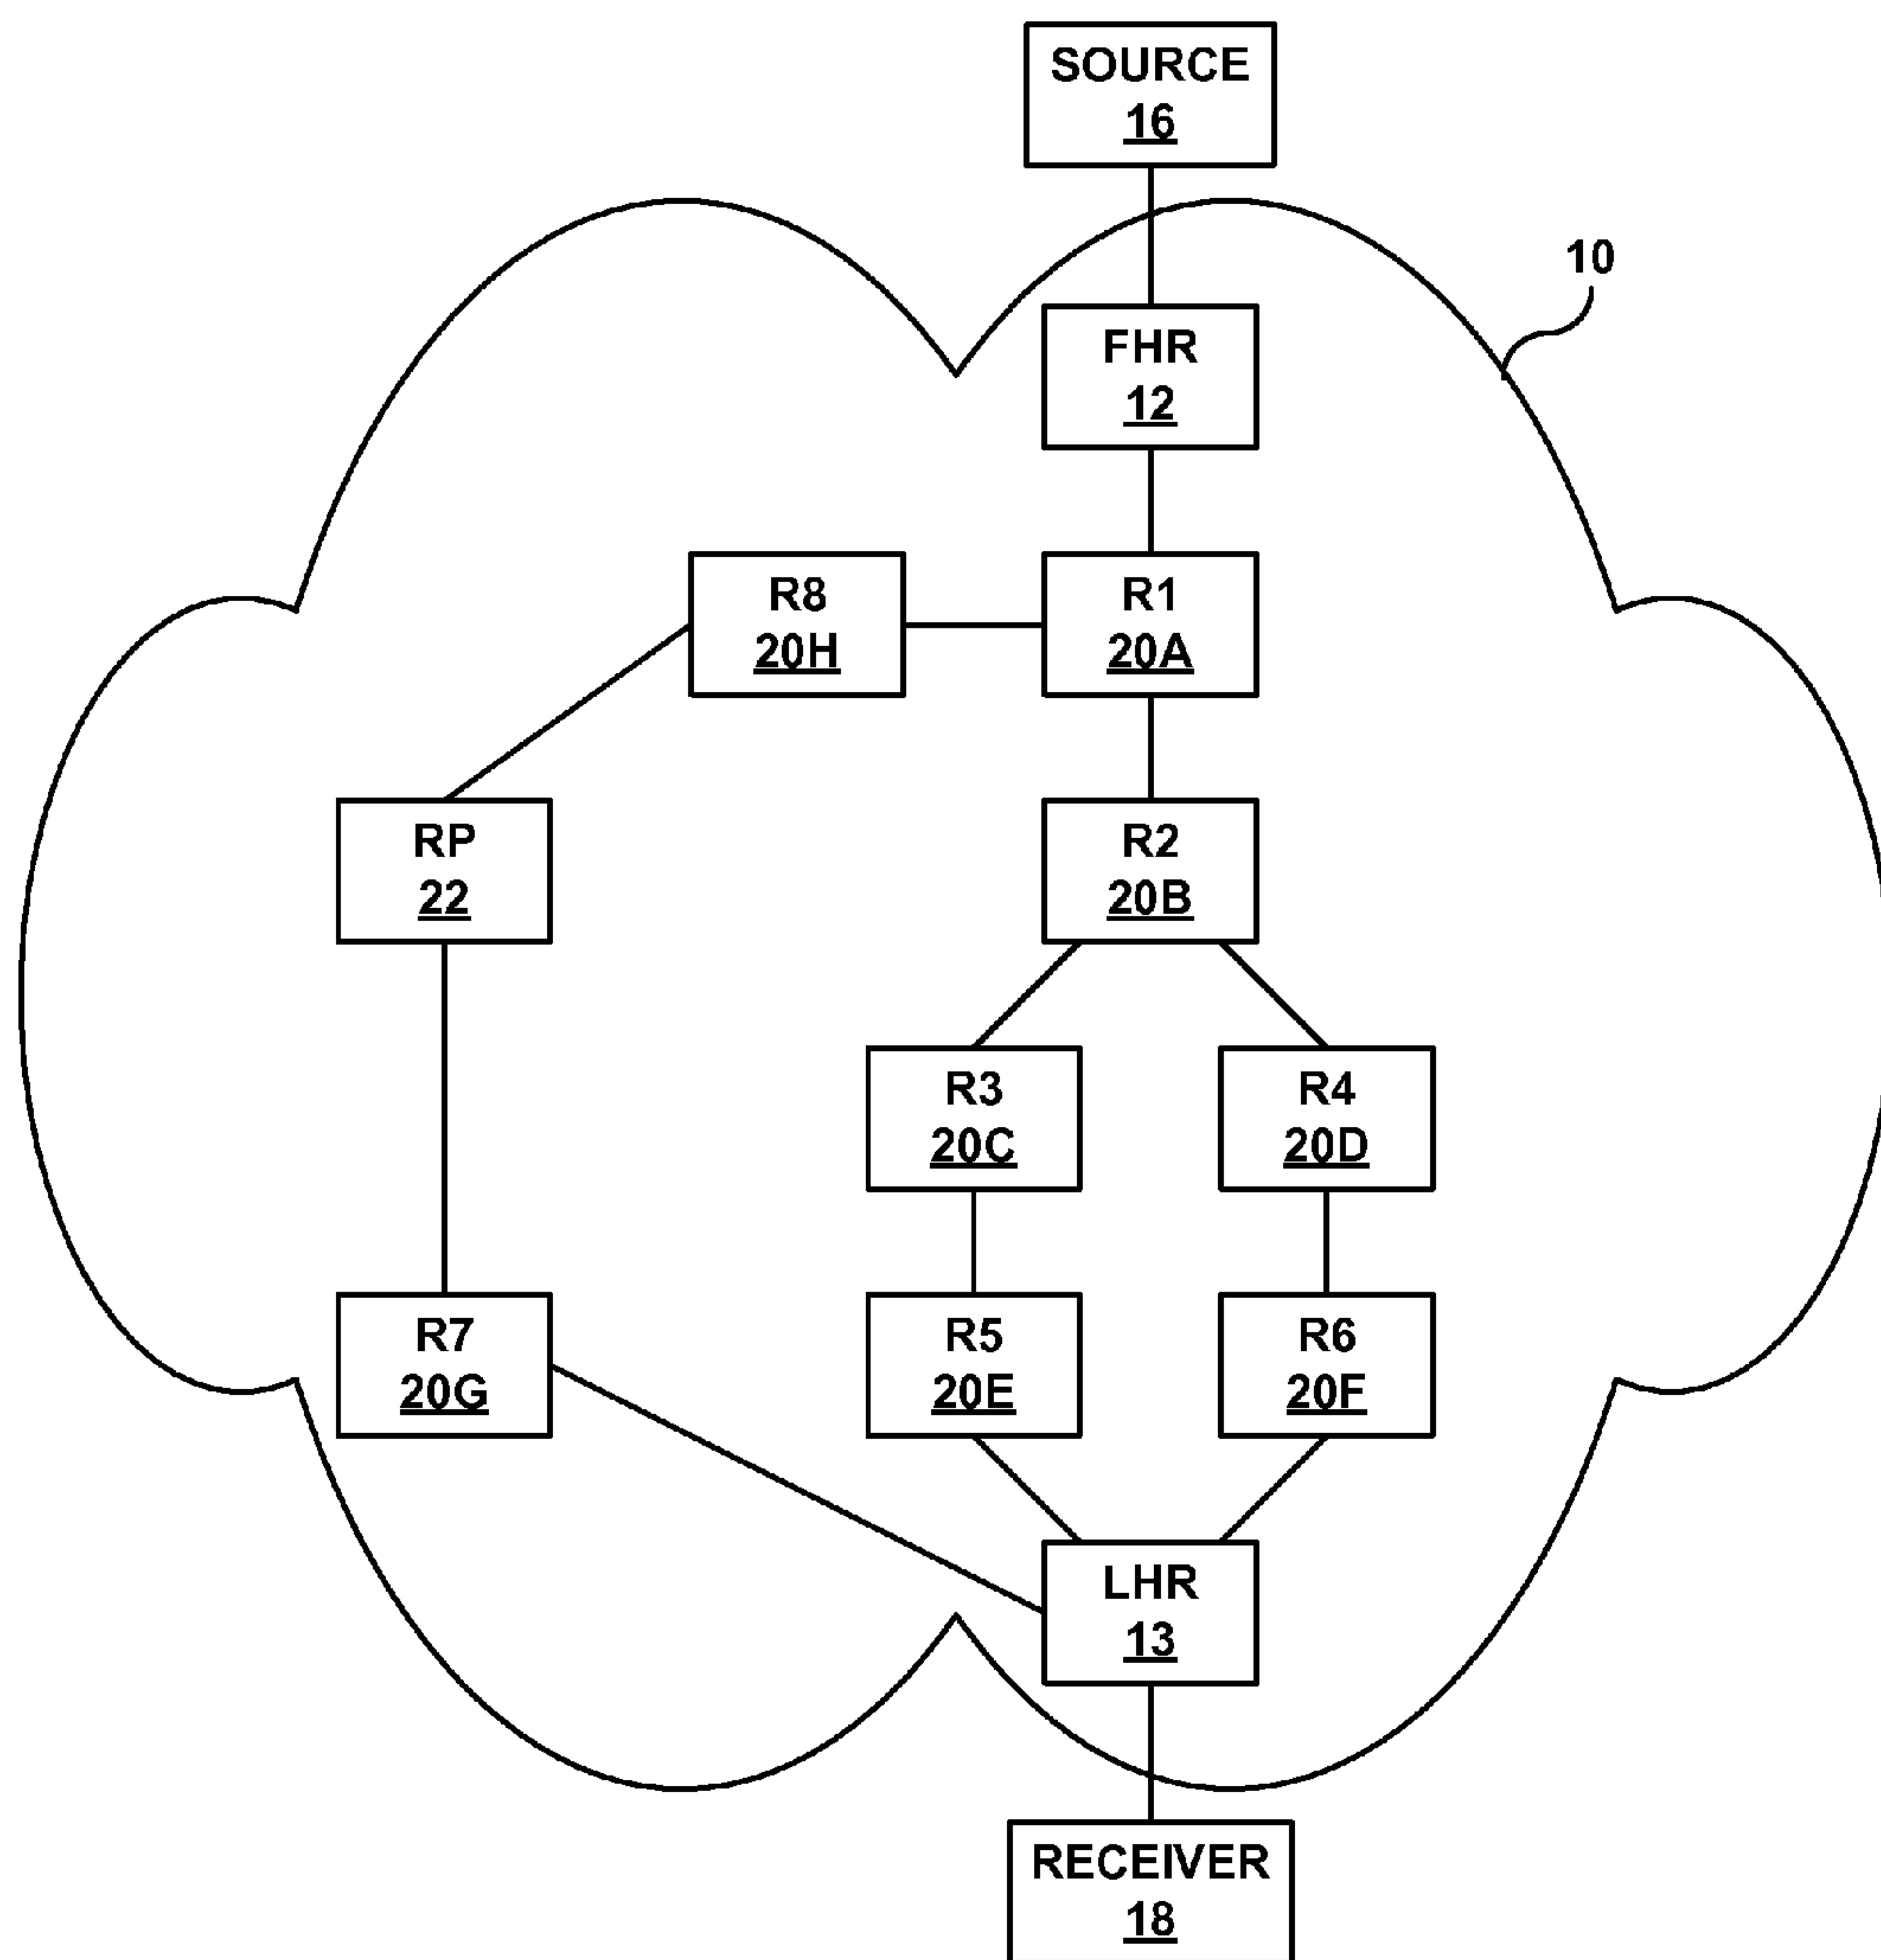 SOURCE
16
10
FHR
12
R8
20H
R1
20A
RP
22
R2
20B
R3
20C
R4
20D
R7
20G
R5
20E
R6
20F
LHR
13
RECEIVER
18